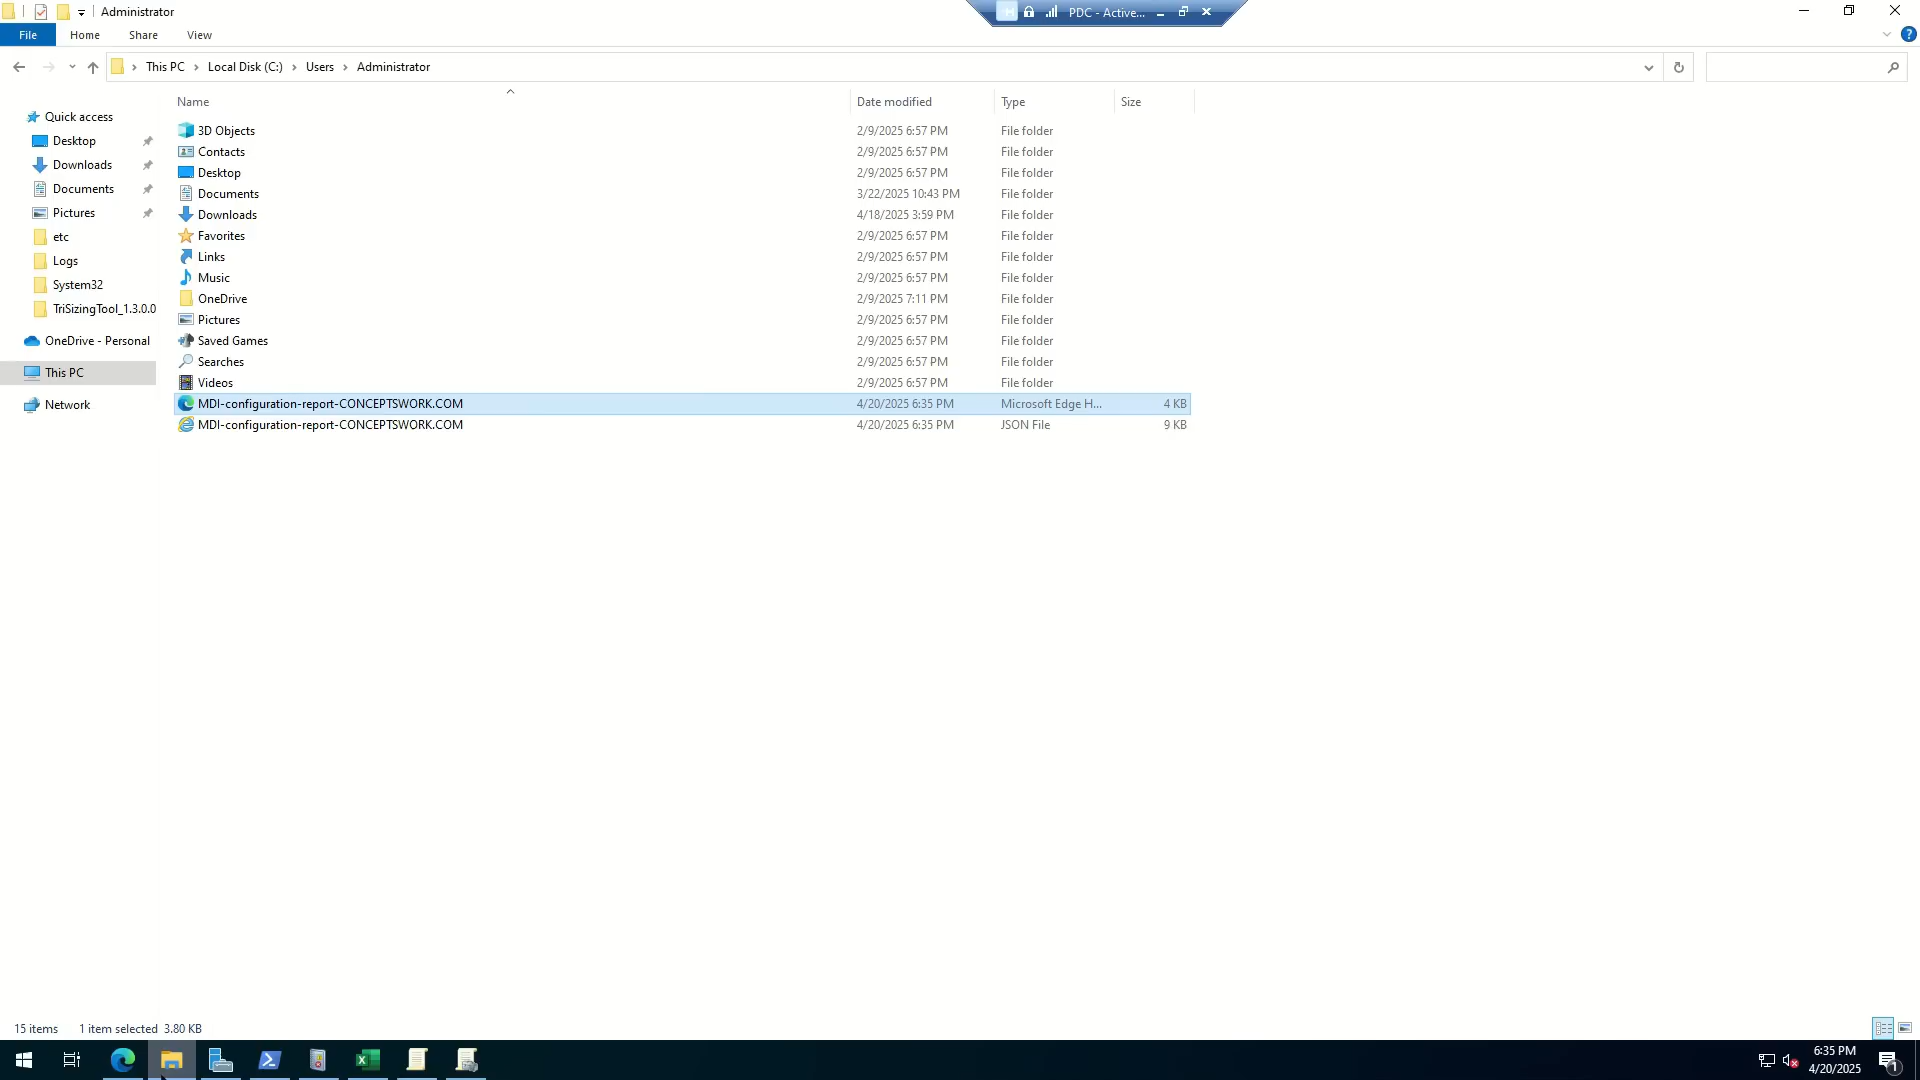 Administrator
PDC - Active...
File Home Share View
This PC Local Disk (C:) Users Administrator
Name Date modified Type Size
Quick access
Desktop
Downloads
Documents
Pictures
etc
Logs
System32
TriSizingTool_1.3.0.0
OneDrive - Personal
This PC
Network
3D Objects 2/9/2025 6:57 PM File folder
Contacts 2/9/2025 6:57 PM File folder
Desktop 2/9/2025 6:57 PM File folder
Documents 3/22/2025 10:43 PM File folder
Downloads 4/18/2025 3:59 PM File folder
Favorites 2/9/2025 6:57 PM File folder
Links 2/9/2025 6:57 PM File folder
Music 2/9/2025 6:57 PM File folder
OneDrive 2/9/2025 7:11 PM File folder
Pictures 2/9/2025 6:57 PM File folder
Saved Games 2/9/2025 6:57 PM File folder
Searches 2/9/2025 6:57 PM File folder
Videos 2/9/2025 6:57 PM File folder
MDI-configuration-report-CONCEPTSWORK.COM 4/20/2025 6:35 PM Microsoft Edge H... 4 KB
MDI-configuration-report-CONCEPTSWORK.COM 4/20/2025 6:35 PM JSON File 9 KB
15 items 1 item selected 3.80 KB
6:35 PM
4/20/2025
1